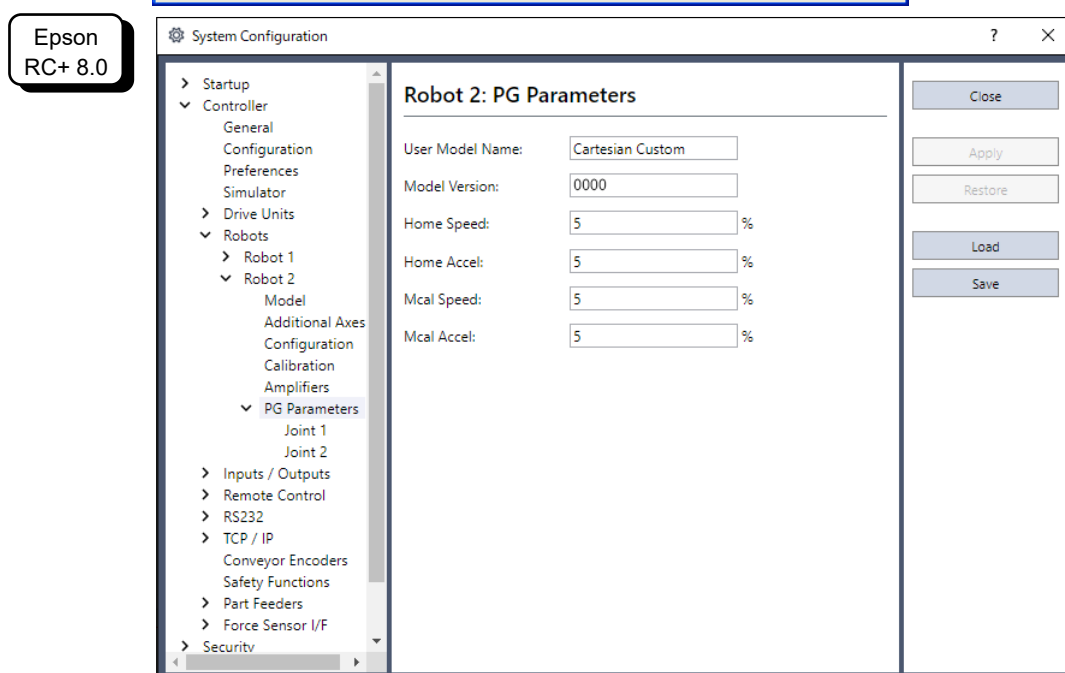 Epson
RC+ 8.0
System Configuration
?
Startup
Controller
General
Configuration
Preferences
Simulator
Drive Units
Robots
Robot 1
Robot 2
Model
Additional Axes
Configuration
Calibration
Amplifiers
PG Parameters
Joint 1
Joint 2
Inputs / Outputs
Remote Control
RS232
TCP / IP
Conveyor Encoders
Safety Functions
Part Feeders
Force Sensor I/F
Security
Robot 2: PG Parameters
User Model Name: Cartesian Custom
Model Version: 0000
Home Speed: 5 %
Home Accel: 5 %
Mcal Speed: 5 %
Mcal Accel: 5 %
Close
Apply
Restore
Load
Save